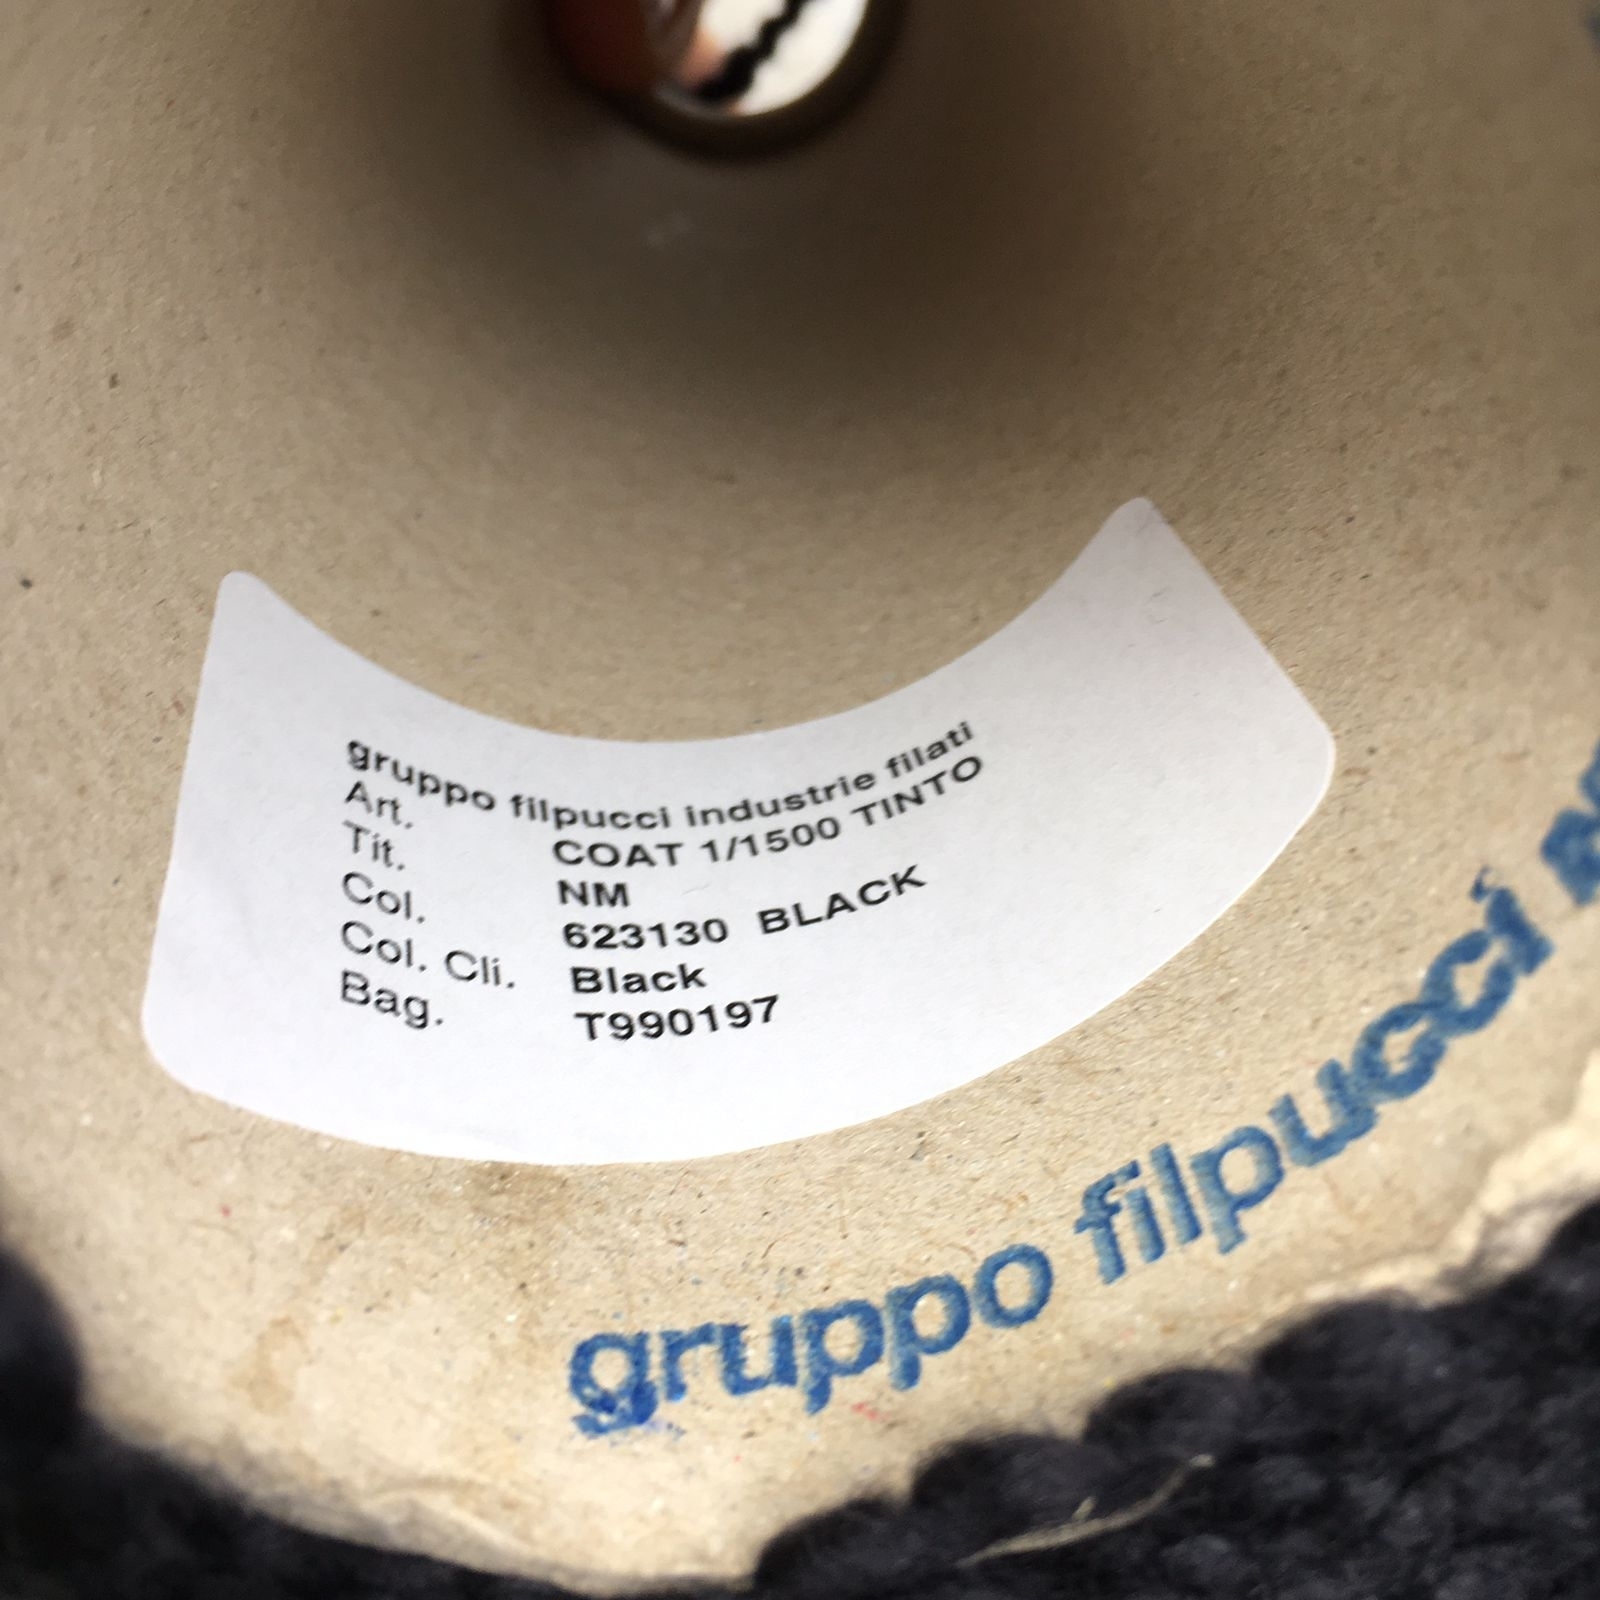 gruppo filpucci industrie filati
Art. COAT 1/1500 TINTO
Tit. NM
Col. 623130 BLACK
Col. Cli. Black
Bag. T990197
gruppo filpucci